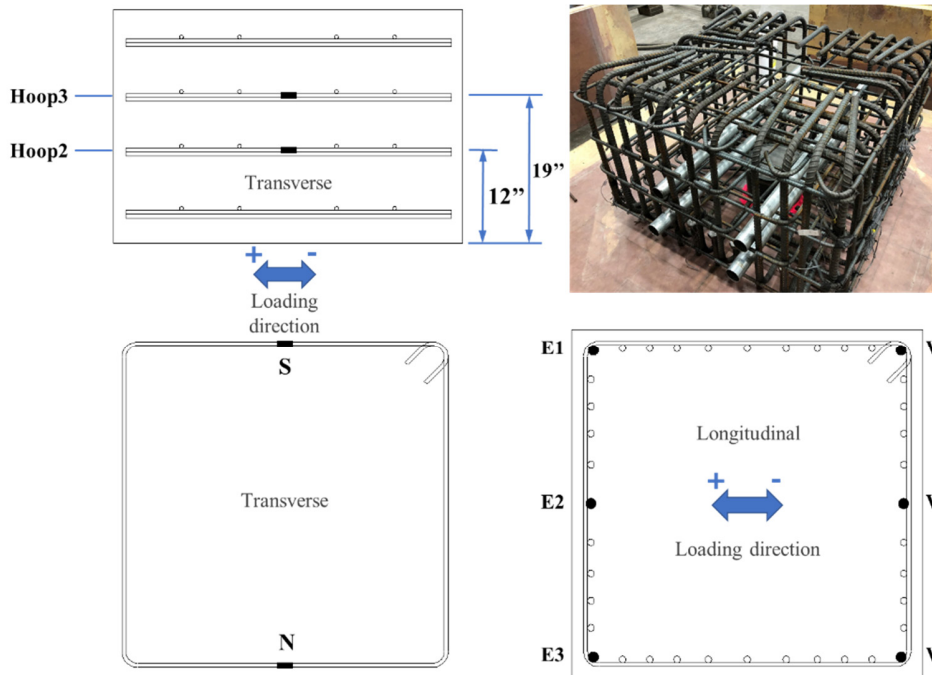 Hoop3
Hoop2
Transverse
12”
19”
+ -
Loading
direction
S
Transverse
N
E1
Longitudinal
+ -
E2
Loading direction
E3